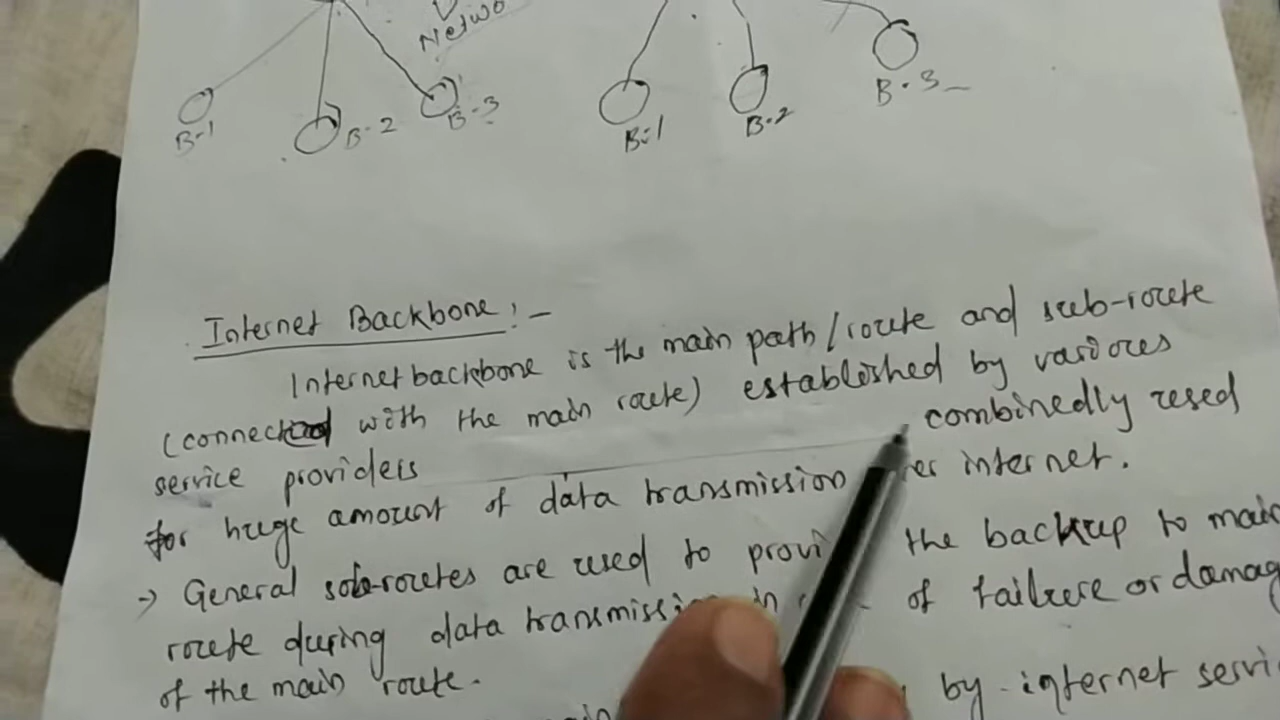 Netwo
B-1
B-2
B-3
B-1
B-2
B-3
Internet Backbone :-
Internet backbone is the main path/route and sub-route
(connected with the main route) established by various
service providers combinedly used
for huge amount of data transmission internet.
-> General sub-routes are used to provi the backup to main
route during data transmission in of failure or damag
of the main route.
by internet servi